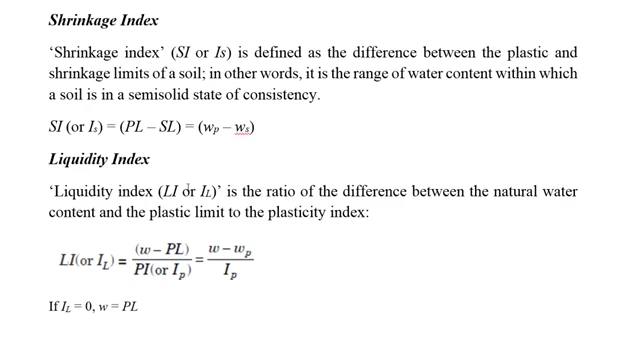 Shrinkage Index
‘Shrinkage index’ (SI or Is) is defined as the difference between the plastic and
shrinkage limits of a soil; in other words, it is the range of water content within which
a soil is in a semisolid state of consistency.
SI (or Is) = (PL – SL) = (wp – ws)
Liquidity Index
‘Liquidity index (LI or IL)’ is the ratio of the difference between the natural water
content and the plastic limit to the plasticity index:
LI(or IL) = (w – PL) / PI(or Ip) = w – wp / Ip
If IL = 0, w = PL